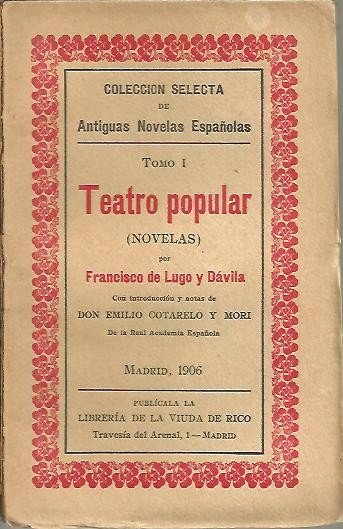 COLECCION SELECTA
DE
Antiguas Novelas Españolas
TOMO I
Teatro popular
(NOVELAS)
por
Francisco de Lugo y Dávila
Con introducción y notas de
DON EMILIO COTARELO Y MORI
De la Real Academia Española
MADRID, 1906
PUBLÍCALA LA
LIBRERÍA DE LA VIUDA DE RICO
Travesía del Arenal, 1—MADRID